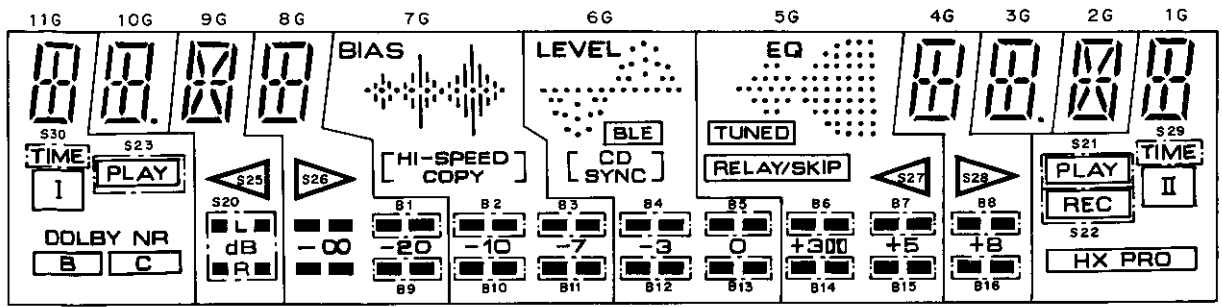 11G 10G 9G 8G 7G 6G 5G 4G 3G 2G 1G
BIAS LEVEL EQ
BLE TUNED
S30 S23 S21 S29
TIME PLAY HI-SPEED COPY CD SYNC RELAY/SKIP PLAY TIME
I S25 S26 S27 S28 REC II
S20 B1 B2 B3 B4 B5 B6 B7 B8 S22
L
DOLBY NR dB -∞ -20 -10 -7 -3 0 +3 +5 +8
B C R HX PRO
B9 B10 B11 B12 B13 B14 B15 B16